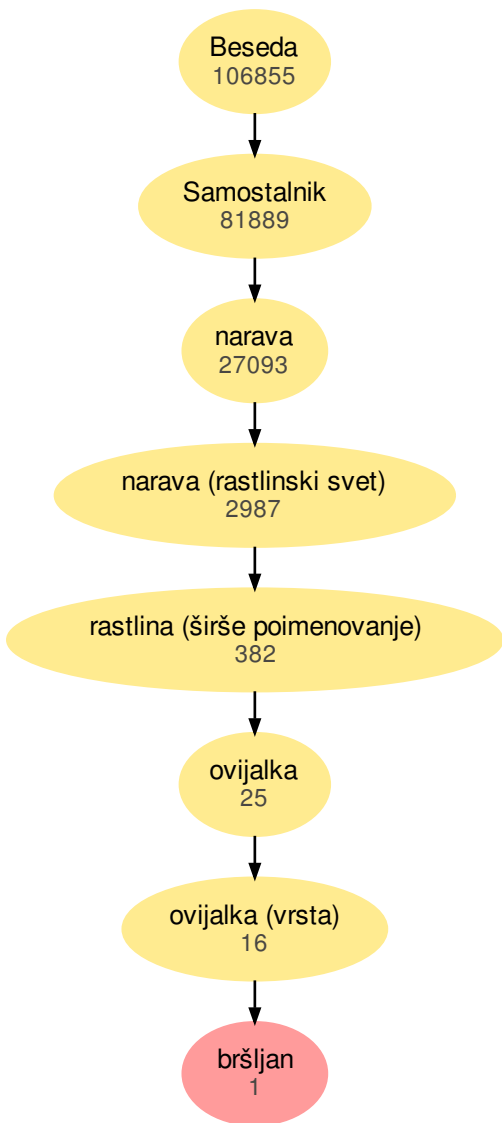 Beseda
106855
Samostalnik
81889
narava
27093
narava (rastlinski svet)
2987
rastlina (širše poimenovanje)
382
ovijalka
25
ovijalka (vrsta)
16
bršljan
1